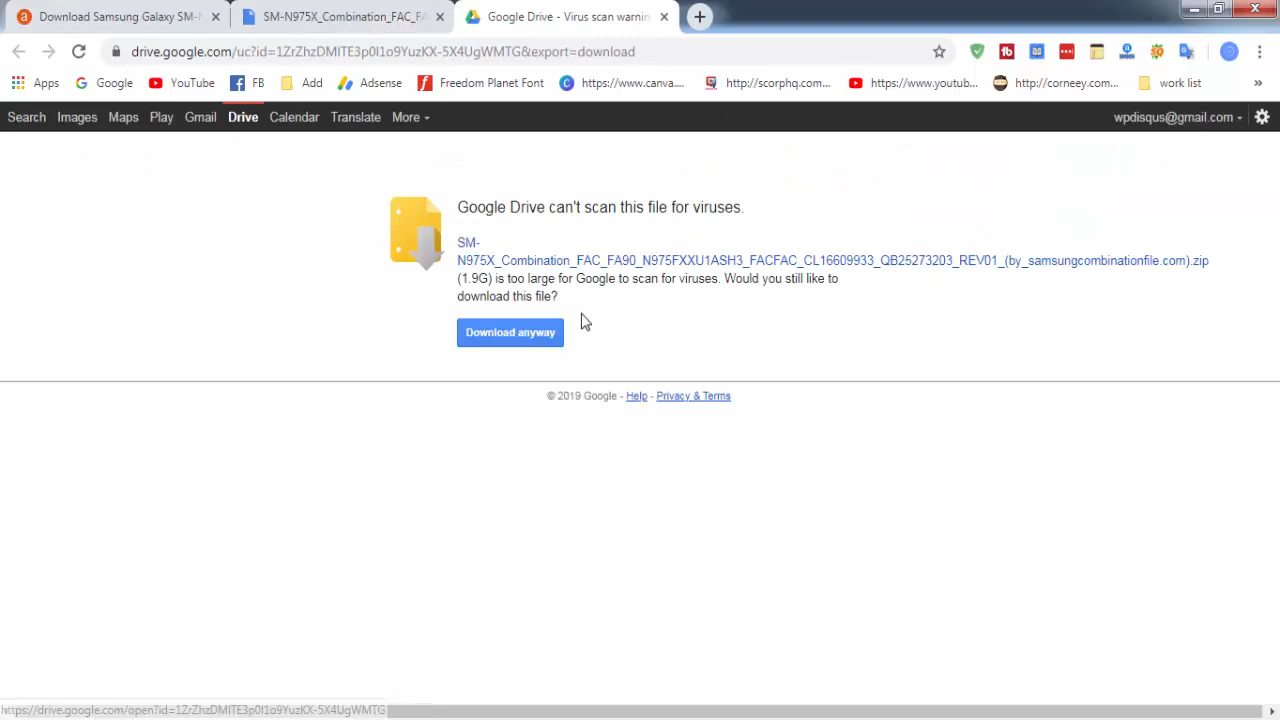 Download Samsung Galaxy SM-N
SM-N975X_Combination_FAC_FA
Google Drive - Virus scan warnin
drive.google.com/uc?id=1ZrZhzDMITE3p0I1o9YuzKX-5X4UgWMTG&export=download
Apps
Google
YouTube
FB
Add
Adsense
Freedom Planet Font
https://www.canva....
http://scorphq.com...
https://www.youtub...
http://corneey.com...
work list
»
Search Images Maps Play Gmail Drive Calendar Translate More
wpdisqus@gmail.com
Google Drive can't scan this file for viruses.
SM-
N975X_Combination_FAC_FA90_N975FXXU1ASH3_FACFAC_CL16609933_QB25273203_REV01_(by_samsungcombinationfile.com).zip
(1.9G) is too large for Google to scan for viruses. Would you still like to
download this file?
Download anyway
© 2019 Google - Help - Privacy & Terms
https://drive.google.com/open?id=1ZrZhzDMITE3p0I1o9YuzKX-5X4UgWMTG